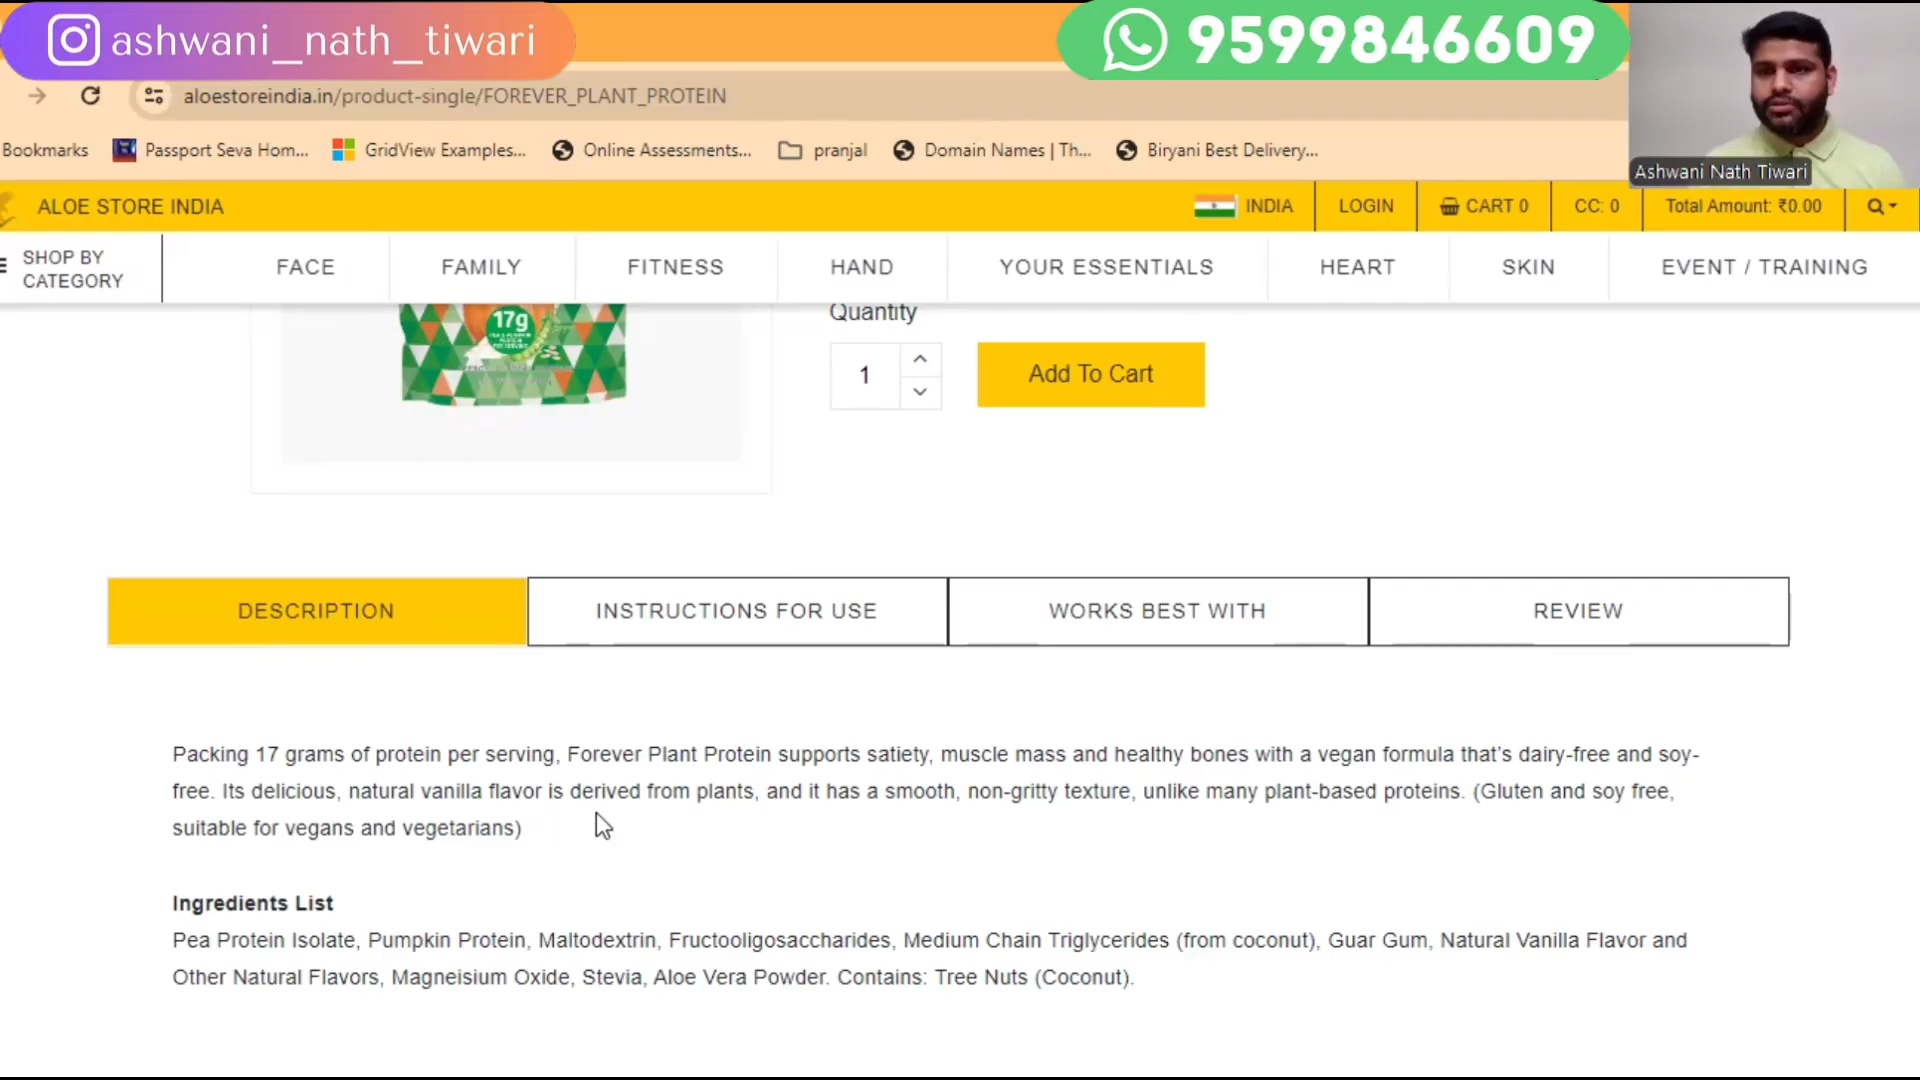 ashwani_nath_tiwari
9599846609
aloestoreindia.in/product-single/FOREVER_PLANT_PROTEIN
Bookmarks Passport Seva Hom... GridView Examples... Online Assessments... pranjal Domain Names | Th... Biryani Best Delivery...
Ashwani Nath Tiwari
ALOE STORE INDIA INDIA LOGIN CART 0 CC: 0 Total Amount: ₹0.00
SHOP BY
CATEGORY
FACE FAMILY FITNESS HAND YOUR ESSENTIALS HEART SKIN EVENT / TRAINING
17g
Quantity
1
Add To Cart
DESCRIPTION INSTRUCTIONS FOR USE WORKS BEST WITH REVIEW
Packing 17 grams of protein per serving, Forever Plant Protein supports satiety, muscle mass and healthy bones with a vegan formula that's dairy-free and soy-
free. Its delicious, natural vanilla flavor is derived from plants, and it has a smooth, non-gritty texture, unlike many plant-based proteins. (Gluten and soy free,
suitable for vegans and vegetarians)
Ingredients List
Pea Protein Isolate, Pumpkin Protein, Maltodextrin, Fructooligosaccharides, Medium Chain Triglycerides (from coconut), Guar Gum, Natural Vanilla Flavor and
Other Natural Flavors, Magneisium Oxide, Stevia, Aloe Vera Powder. Contains: Tree Nuts (Coconut).